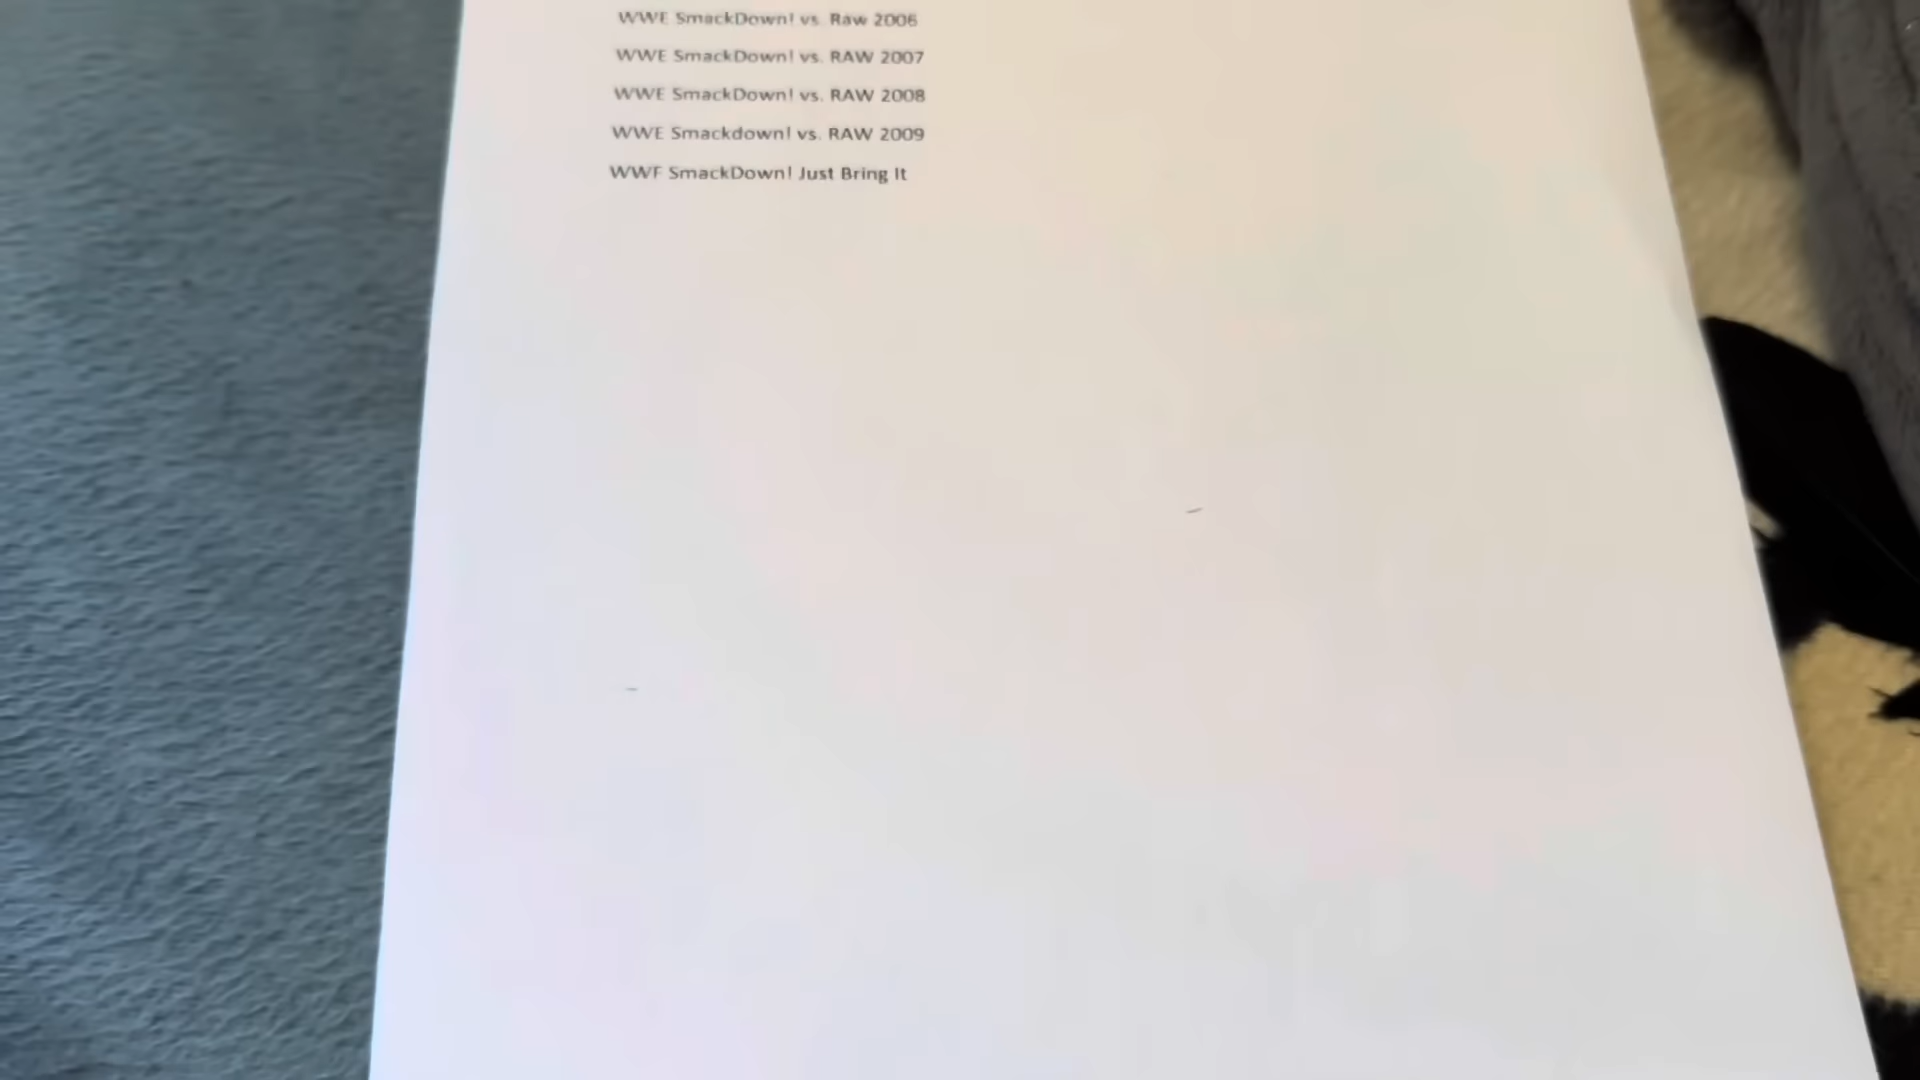 WWE SmackDown! vs. Raw 2006
WWE SmackDown! vs. RAW 2007
WWE SmackDown! vs. RAW 2008
WWE Smackdown! vs. RAW 2009
WWF SmackDown! Just Bring It